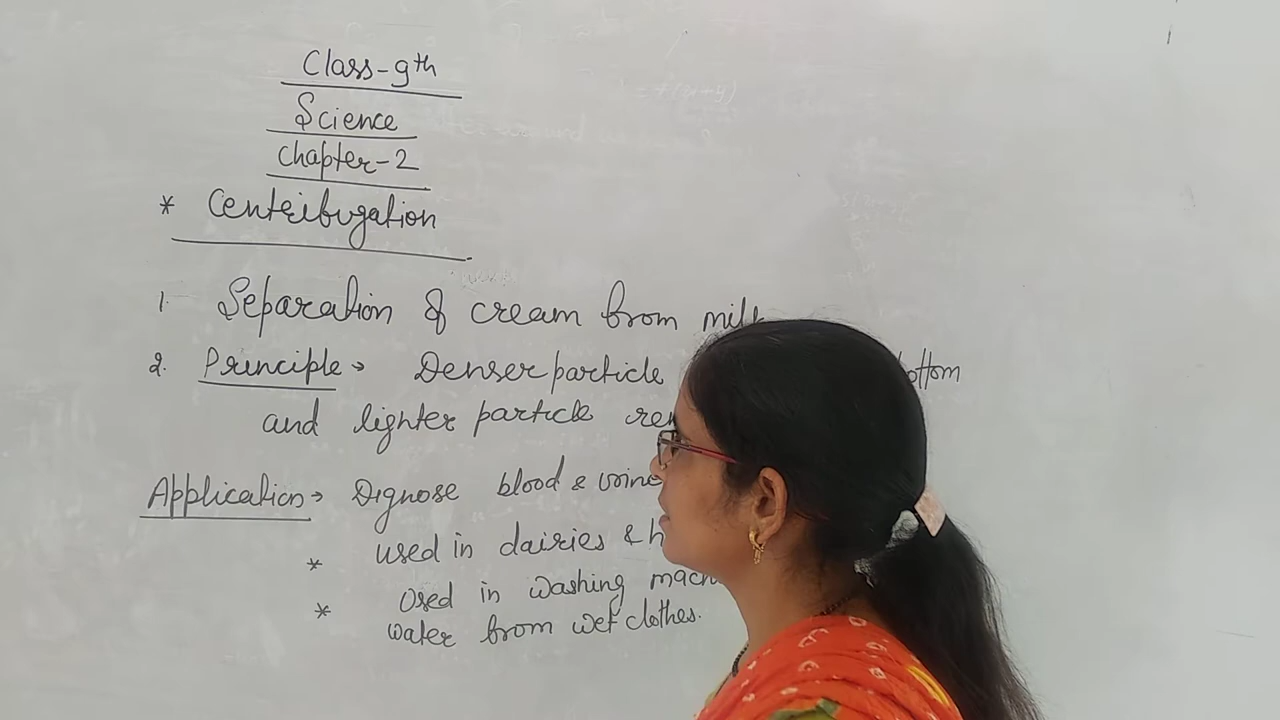 Class-9th
Science
Chapter-2
* Centrifugation
1. Separation of cream from milk
2. Principle→ Denser particle
and lighter particle
Application→ Dignose blood & urine
* used in dairies &
* Used in washing
water from wet clothes.